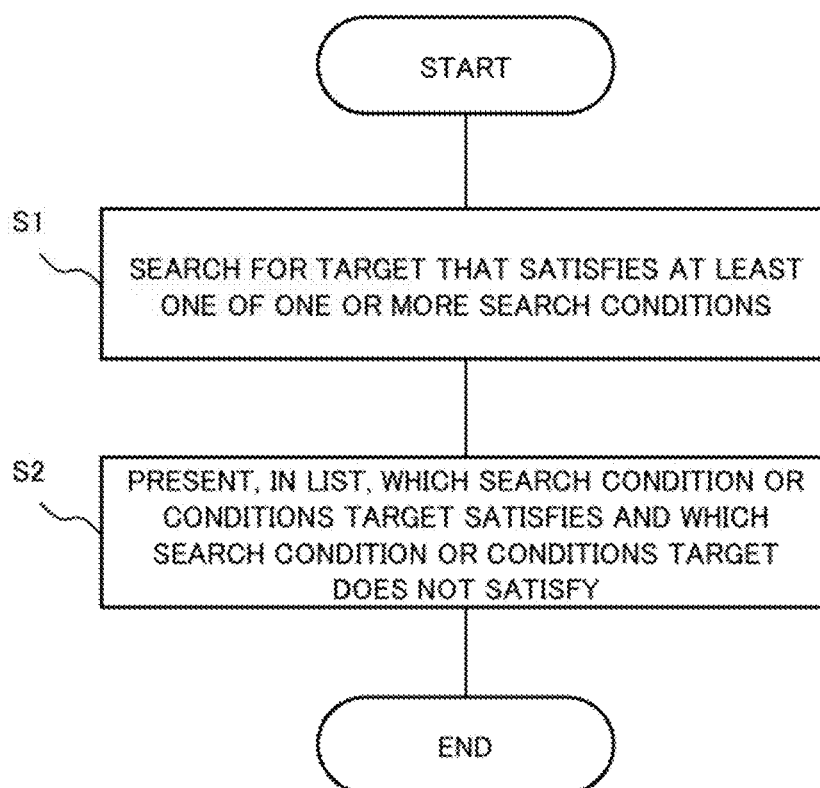 START
S1
SEARCH FOR TARGET THAT SATISFIES AT LEAST
ONE OF ONE OR MORE SEARCH CONDITIONS
S2
PRESENT, IN LIST, WHICH SEARCH CONDITION OR
CONDITIONS TARGET SATISFIES AND WHICH
SEARCH CONDITION OR CONDITIONS TARGET
DOES NOT SATISFY
END